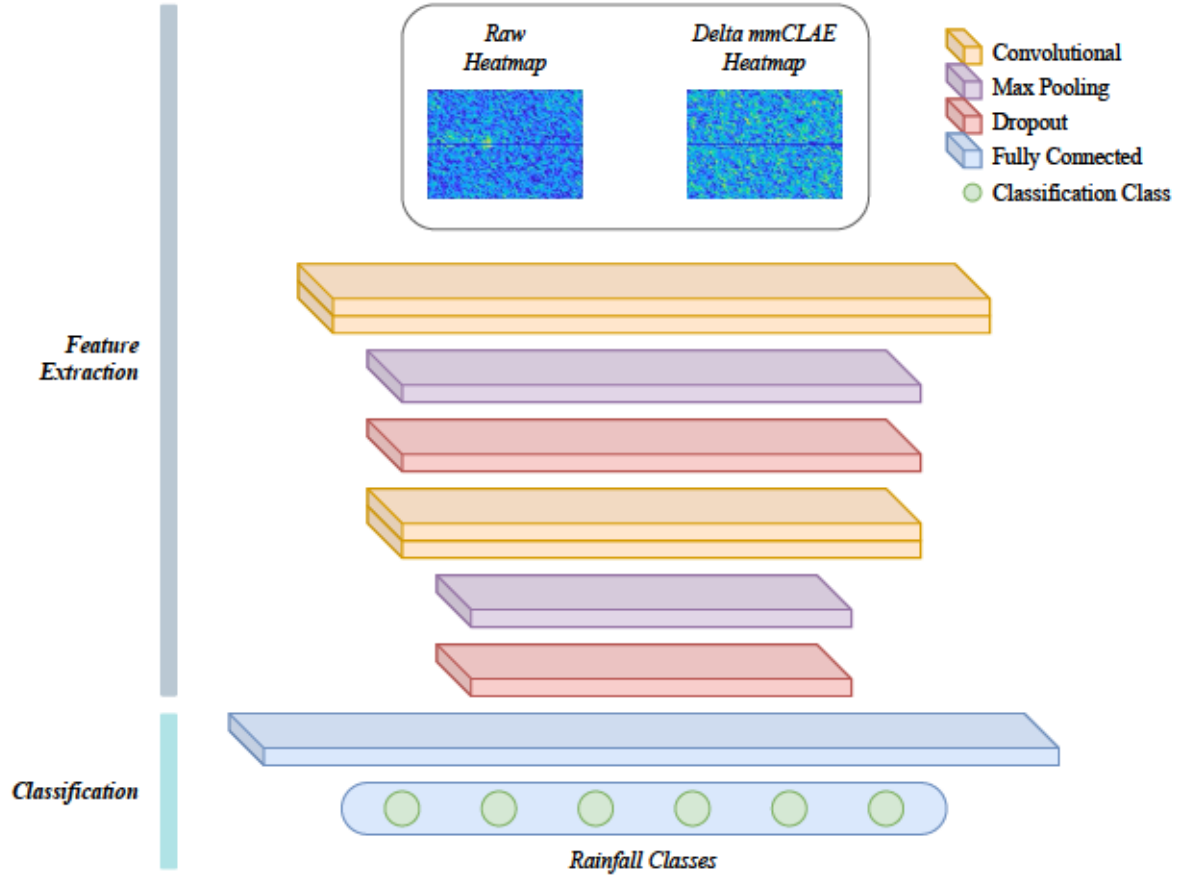 Raw
Heatmap
Delta mmCLAE
Heatmap
Convolutional
Max Pooling
Dropout
Fully Connected
Classification Class
Feature
Extraction
Classification
Rainfall Classes